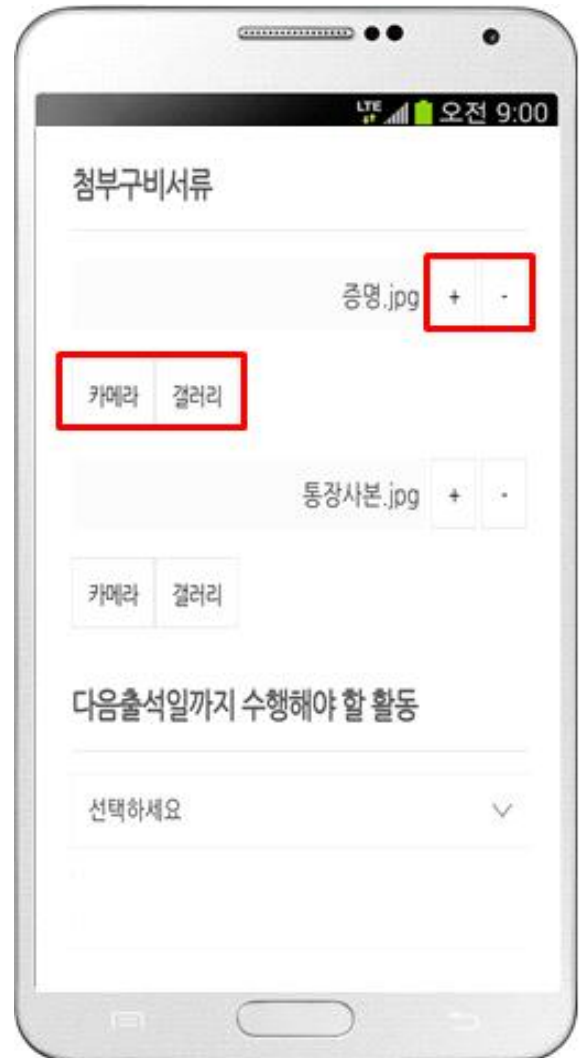 LTE 오전 9:00
첨부구비서류
증명.jpg + -
카메라 갤러리
통장사본.jpg + -
카메라 갤러리
다음출석일까지 수행해야 할 활동
선택하세요